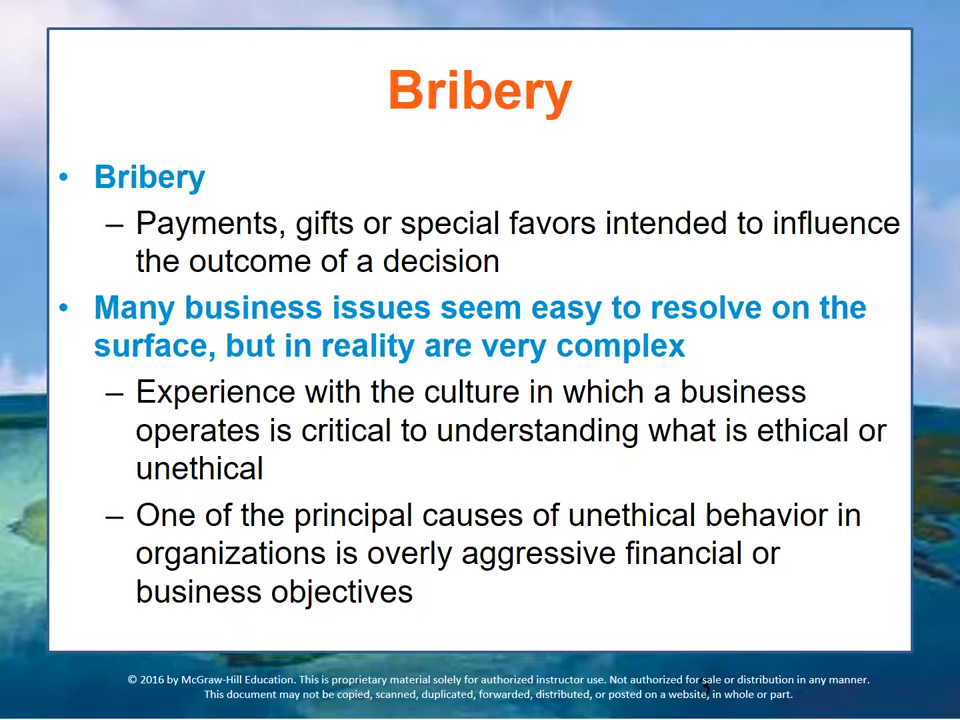 Bribery
• Bribery
– Payments, gifts or special favors intended to influence
the outcome of a decision
• Many business issues seem easy to resolve on the
surface, but in reality are very complex
– Experience with the culture in which a business
operates is critical to understanding what is ethical or
unethical
– One of the principal causes of unethical behavior in
organizations is overly aggressive financial or
business objectives
© 2016 by McGraw-Hill Education. This is proprietary material solely for authorized instructor use. Not authorized for sale or distribution in any manner.
This document may not be copied, scanned, duplicated, forwarded, distributed, or posted on a website, in whole or part.